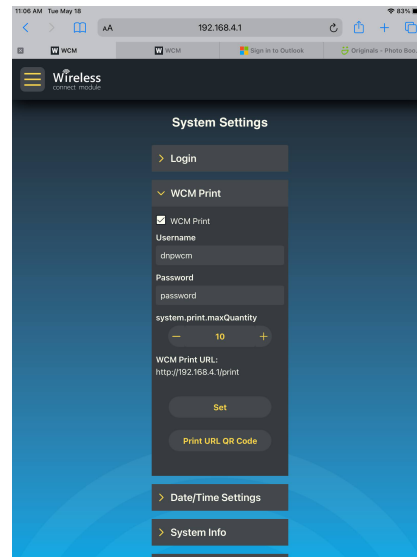 11:06 AM Tue May 18 83%
AA 192.168.4.1
W WCM W WCM Sign in to Outlook Originals - Photo Boo
Wireless
connect module
System Settings
Login
WCM Print
WCM Print
Username
dnpwcm
Password
password
system.print.maxQuantity
− 10 +
WCM Print URL:
http://192.168.4.1/print
Set
Print URL QR Code
Date/Time Settings
System Info